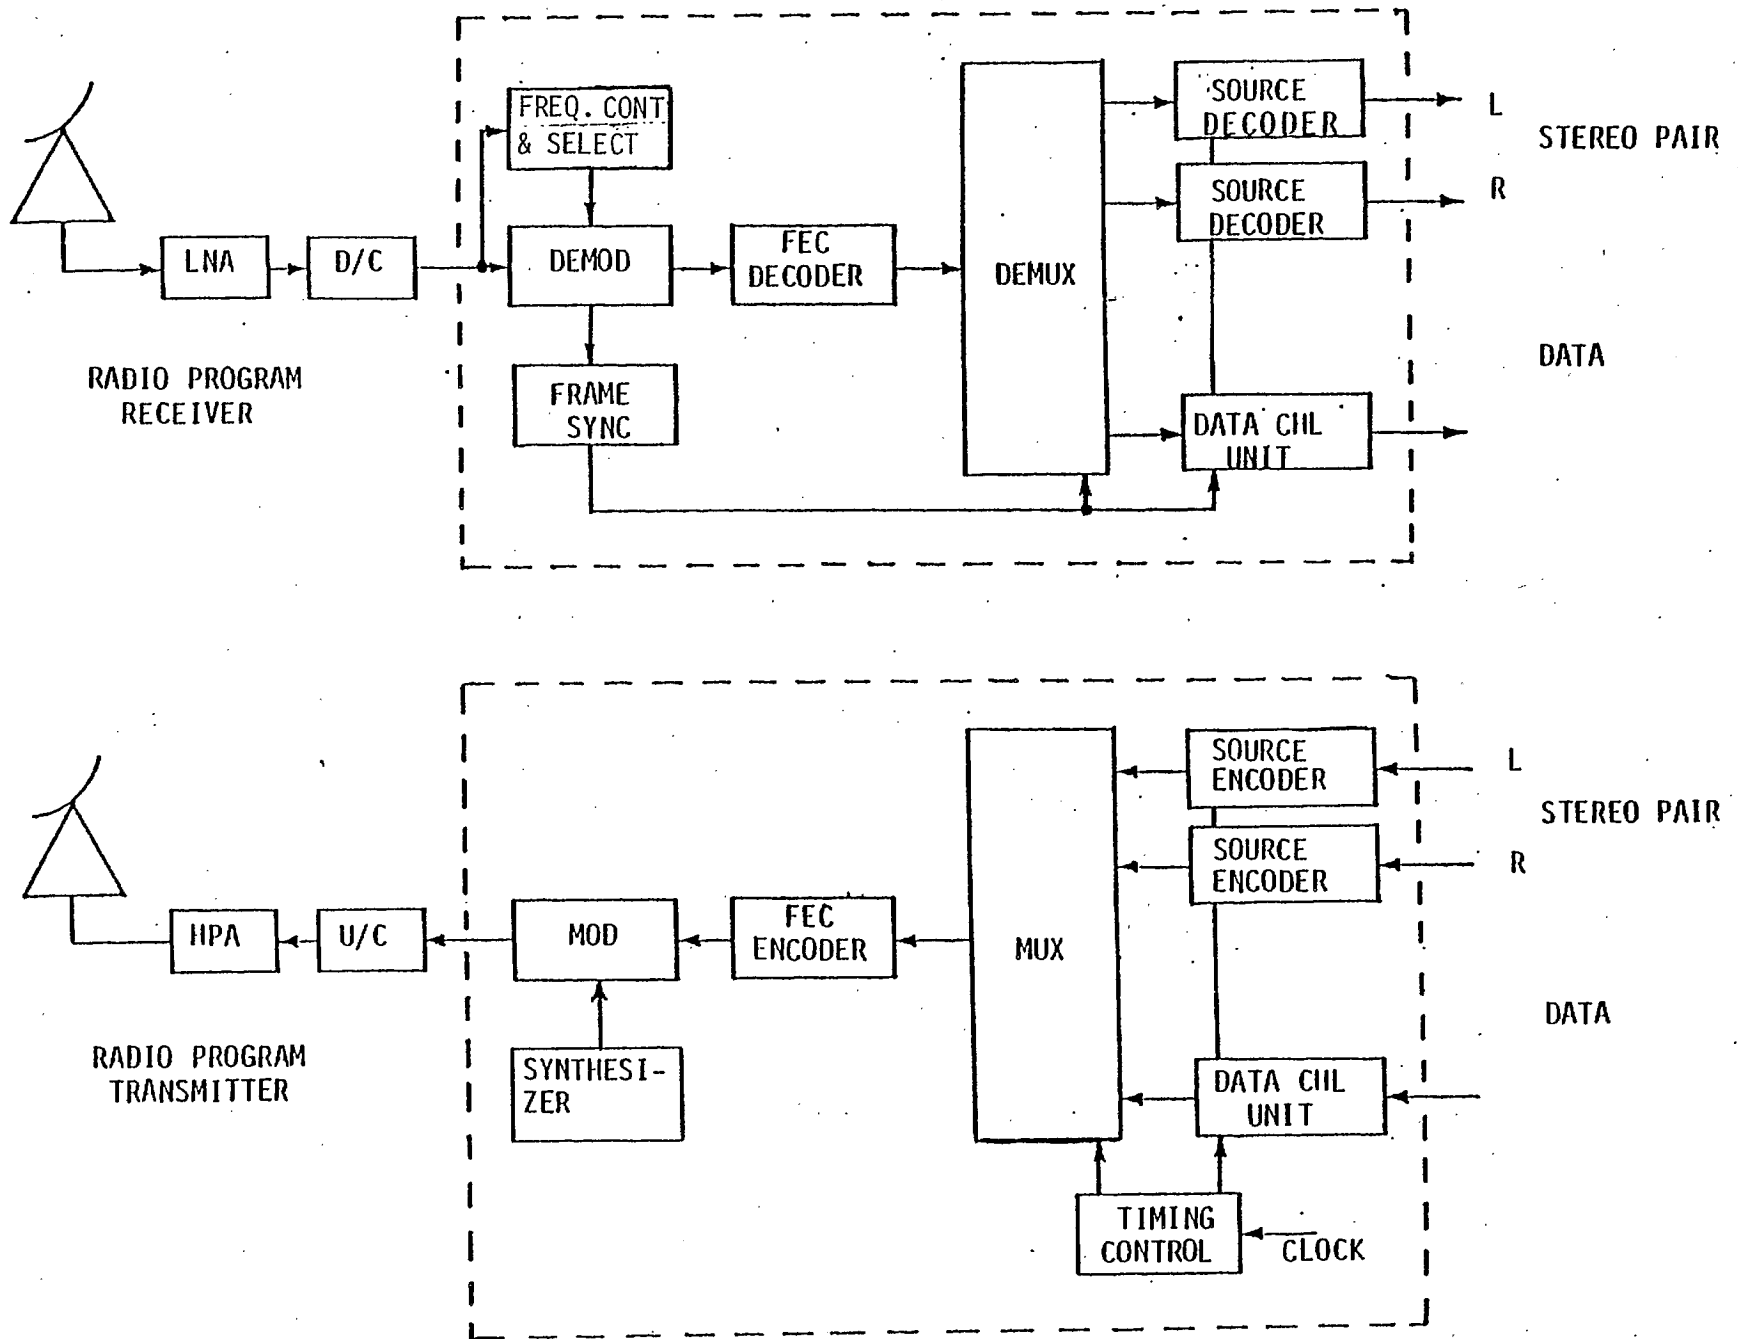 FREQ. CONT
& SELECT
SOURCE
DECODER
L
STEREO PAIR
SOURCE
DECODER
R
LNA
D/C
DEMOD
FEC
DECODER
DEMUX
DATA
RADIO PROGRAM
RECEIVER
FRAME
SYNC
DATA CHL
UNIT
SOURCE
ENCODER
L
STEREO PAIR
SOURCE
ENCODER
R
HPA
U/C
MOD
FEC
ENCODER
MUX
DATA
RADIO PROGRAM
TRANSMITTER
SYNTHESI-
ZER
DATA CHL
UNIT
TIMING
CONTROL
CLOCK